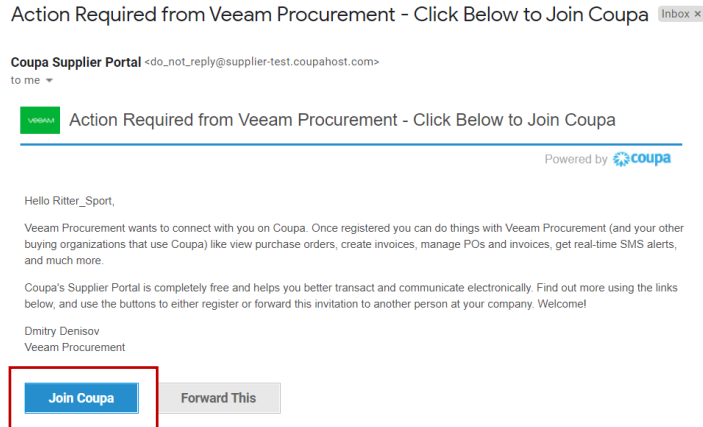 Action Required from Veeam Procurement - Click Below to Join Coupa Inbox ×
Coupa Supplier Portal <do_not_reply@supplier-test.coupahost.com>
to me
veeam Action Required from Veeam Procurement - Click Below to Join Coupa
Powered by coupa
Hello Ritter_Sport,
Veeam Procurement wants to connect with you on Coupa. Once registered you can do things with Veeam Procurement (and your other
buying organizations that use Coupa) like view purchase orders, create invoices, manage POs and invoices, get real-time SMS alerts,
and much more.
Coupa's Supplier Portal is completely free and helps you better transact and communicate electronically. Find out more using the links
below, and use the buttons to either register or forward this invitation to another person at your company. Welcome!
Dmitry Denisov
Veeam Procurement
Join Coupa Forward This